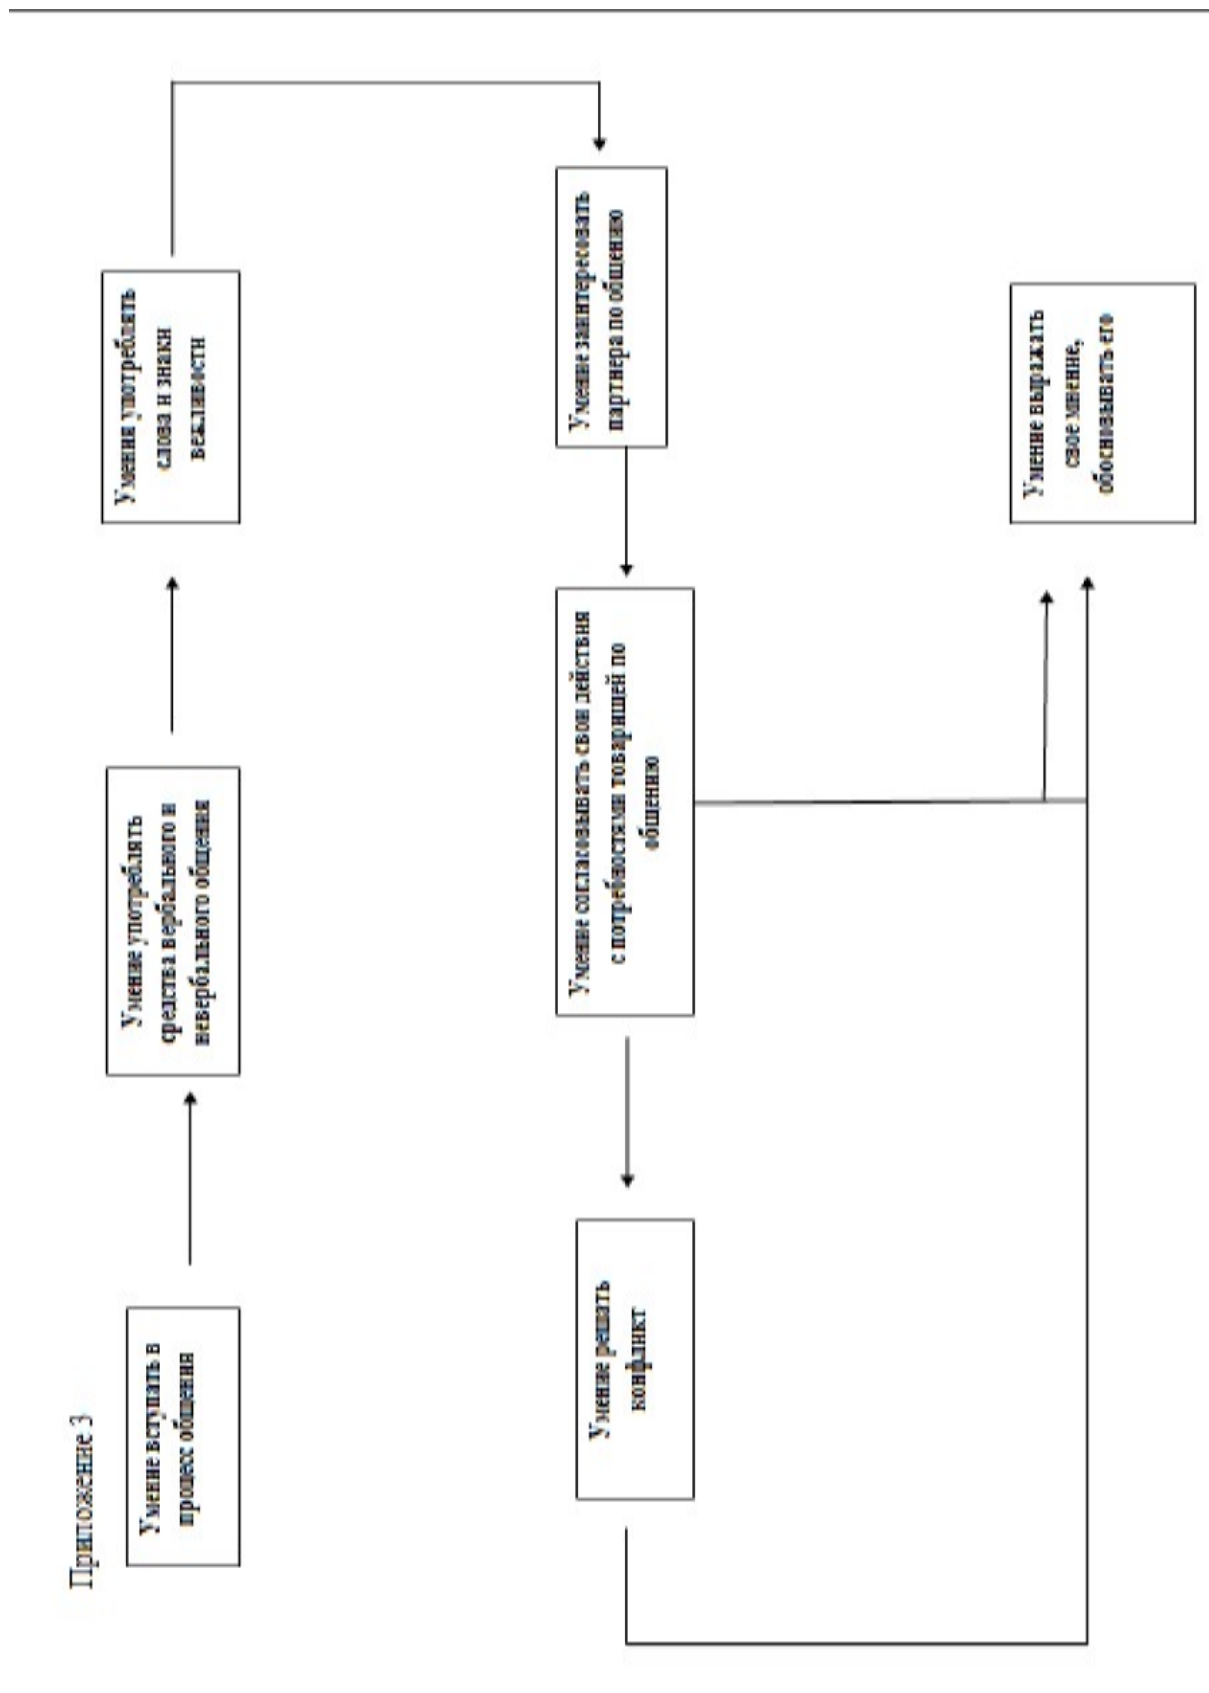 Приложение 3
Умение вступать в
процесс общения
Умение употреблять
средства вербального и
невербального общения
Умения употреблять
слова и знаки
вежливости
Умение заинтересовать
партнера по общению
Умение согласовывать свои действия
с потребностями товарищей по
общению
Умение решать
конфликт
Умение выражать
свое мнение,
обосновывать его